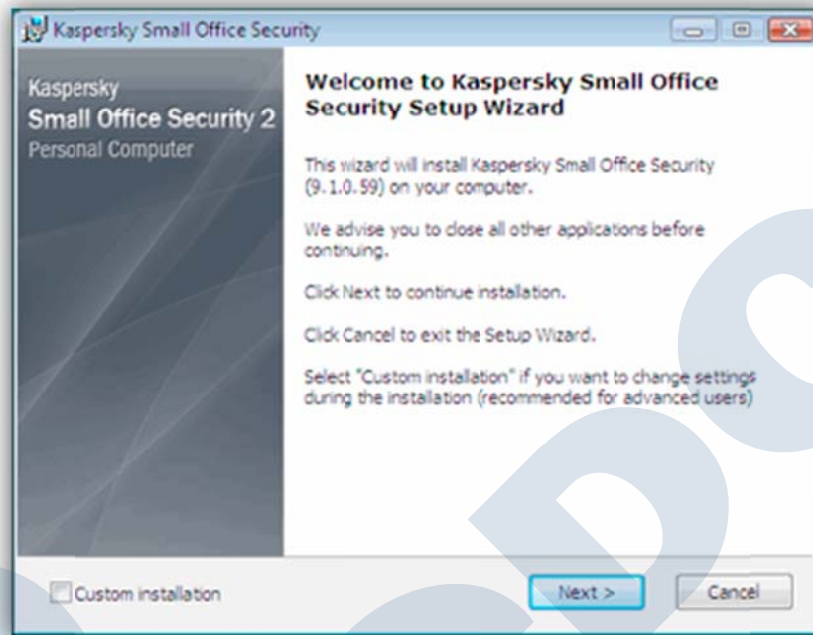 Kaspersky Small Office Security
Kaspersky
Small Office Security 2
Personal Computer
Welcome to Kaspersky Small Office
Security Setup Wizard
This wizard will install Kaspersky Small Office Security
(9.1.0.59) on your computer.
We advise you to close all other applications before
continuing.
Click Next to continue installation.
Click Cancel to exit the Setup Wizard.
Select "Custom installation" if you want to change settings
during the installation (recommended for advanced users)
Custom installation
Next >
Cancel